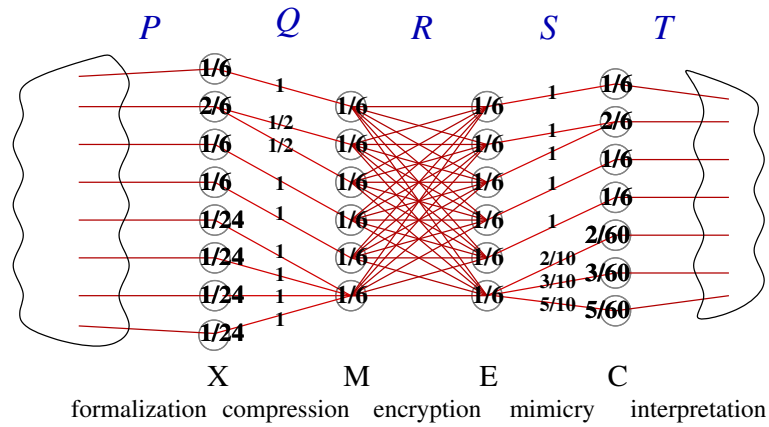 P Q R S T
1/6 1/6
1 1
2/6 1/6 1/6 2/6
1/2 1
1/6 1/2 1/6 1/6 1 1/6
1/6 1 1/6 1/6 1 1/6
1/24 1 1/6 1/6 1 2/60
1/24 1 1/6 1/6 2/10 3/60
1/24 1 1/6 1/6 3/10 5/60
1 5/10
1/24 1
X M E C
formalization compression encryption mimicry interpretation